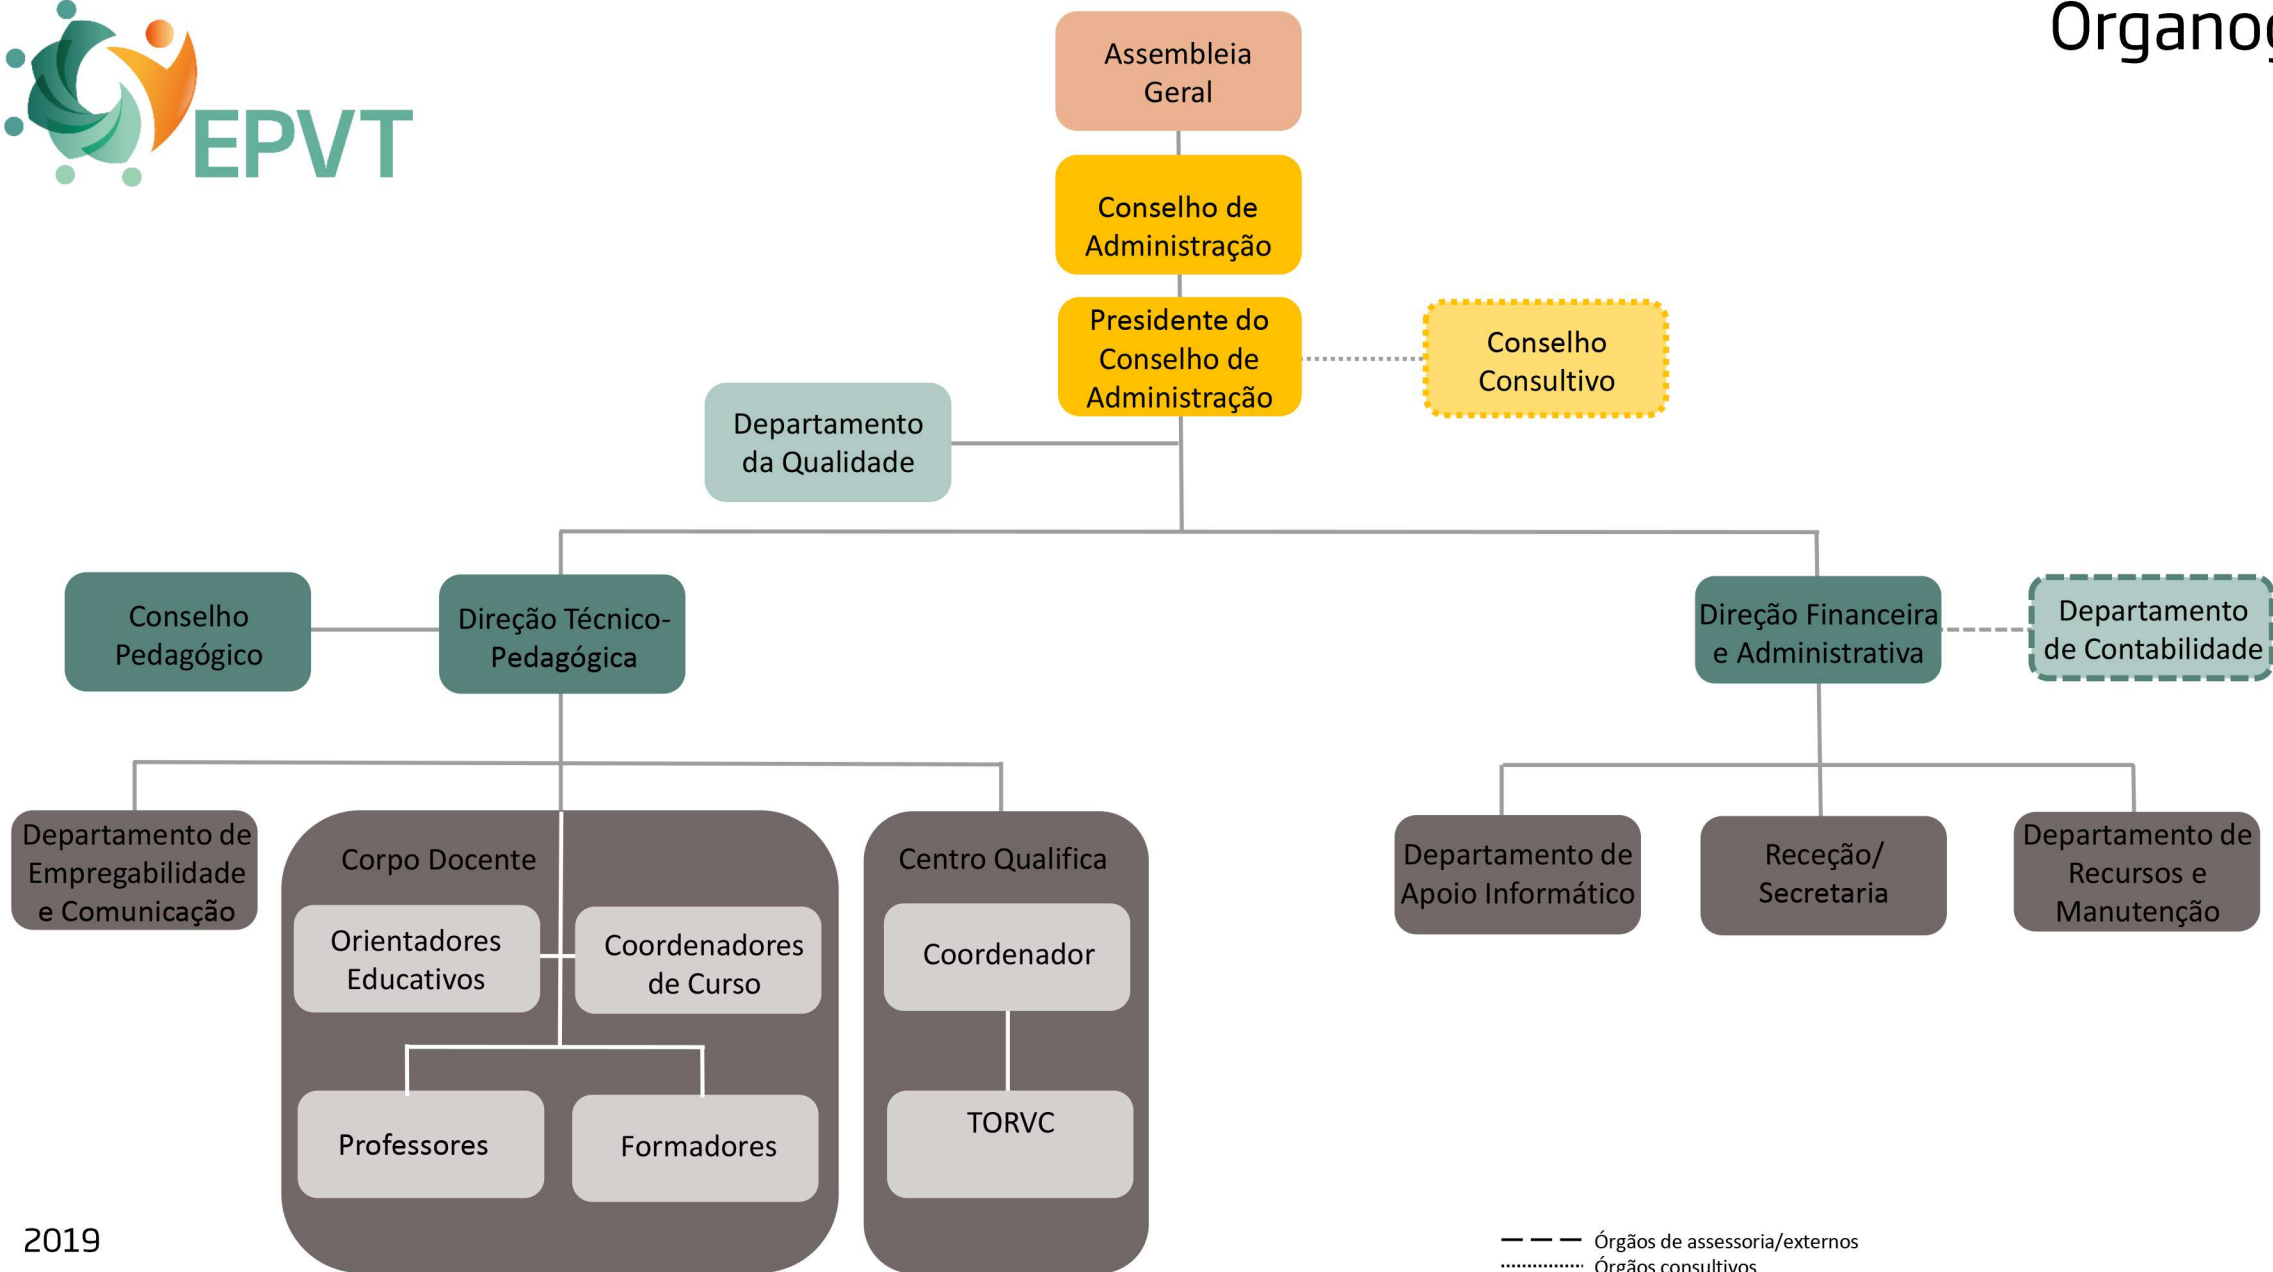 EPVT
Organog
Assembleia
Geral
Conselho de
Administração
Presidente do
Conselho de
Administração
Conselho
Consultivo
Departamento
da Qualidade
Conselho
Pedagógico
Direção Técnico-
Pedagógica
Direção Financeira
e Administrativa
Departamento
de Contabilidade
Departamento de
Empregabilidade
e Comunicação
Corpo Docente
Orientadores
Educativos
Coordenadores
de Curso
Professores
Formadores
Centro Qualifica
Coordenador
TORVC
Departamento de
Apoio Informático
Receção/
Secretaria
Departamento de
Recursos e
Manutenção
2019
Órgãos de assessoria/externos
Órgãos consultivos